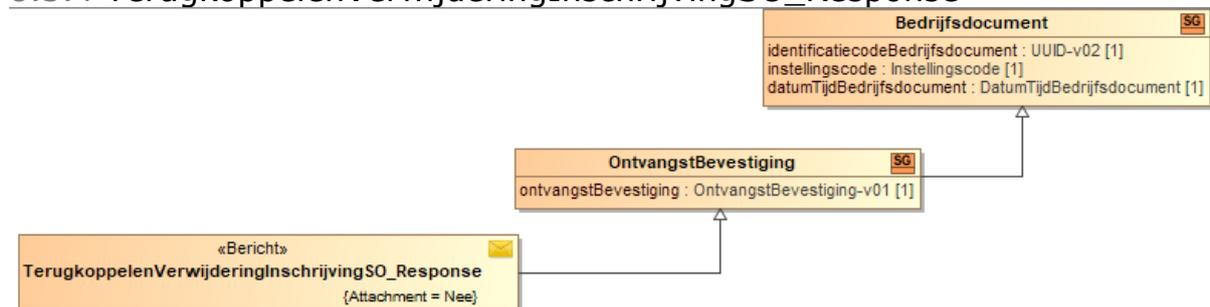 TerugkoppelenVerwijderingInschrijvingSO_Response
Bedrijfsdocument SG
identificatiecodeBedrijfsdocument : UUID-v02 [1]
instellingscode : Instellingscode [1]
datumTijdBedrijfsdocument : DatumTijdBedrijfsdocument [1]
OntvangstBevestiging SG
ontvangstBevestiging : OntvangstBevestiging-v01 [1]
«Bericht»
TerugkoppelenVerwijderingInschrijvingSO_Response
{Attachment = Nee}